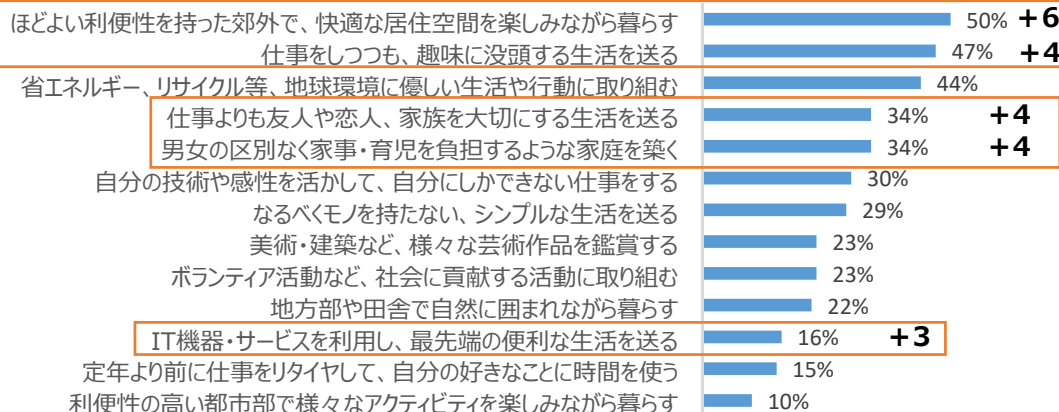 ほどよい利便性を持った郊外で、快適な居住空間を楽しみながら暮らす 50% +6
仕事をしつつも、趣味に没頭する生活を送る 47% +4
省エネルギー、リサイクル等、地球環境に優しい生活や行動に取り組む 44%
仕事よりも友人や恋人、家族を大切にする生活を送る 34% +4
男女の区別なく家事・育児を負担するような家庭を築く 34% +4
自分の技術や感性を活かして、自分にしかできない仕事をする 30%
なるべくモノを持たない、シンプルな生活を送る 29%
美術・建築など、様々な芸術作品を鑑賞する 23%
ボランティア活動など、社会に貢献する活動に取り組む 23%
地方部や田舎で自然に囲まれながら暮らす 22%
IT機器・サービスを利用し、最先端の便利な生活を送る 16% +3
定年より前に仕事をリタイヤして、自分の好きなことに時間を使う 15%
利便性の高い都市部で様々なアクティビティを楽しみながら暮らす 10%